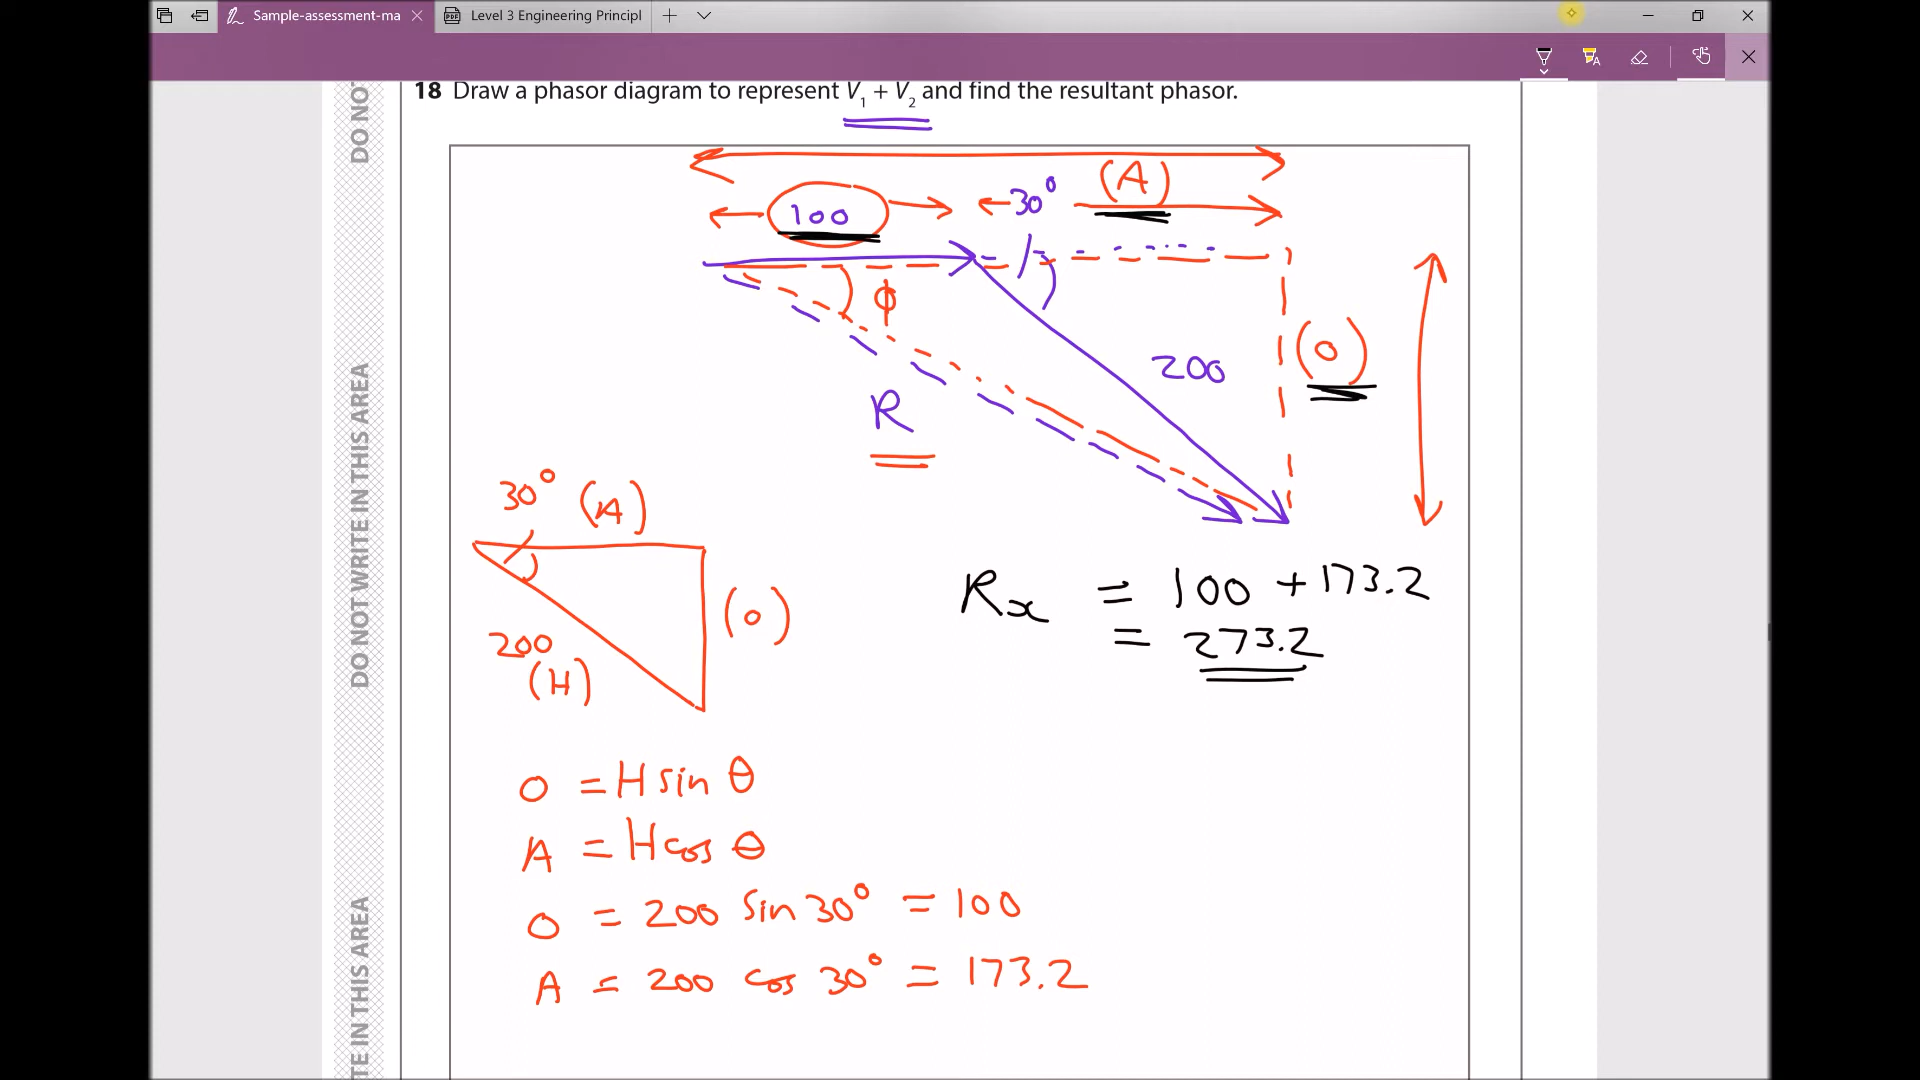 Sample-assessment-ma
Level 3 Engineering Principl
18 Draw a phasor diagram to represent V₁ + V₂ and find the resultant phasor.
DO NOT
DO NOT WRITE IN THIS AREA
TE IN THIS AREA
(A)
100
30°
ϕ
200
(O)
R
30° (A)
(O)
200
(H)
Rx = 100 + 173.2
= 273.2
O = H sin θ
A = H cos θ
O = 200 sin 30° = 100
A = 200 cos 30° = 173.2